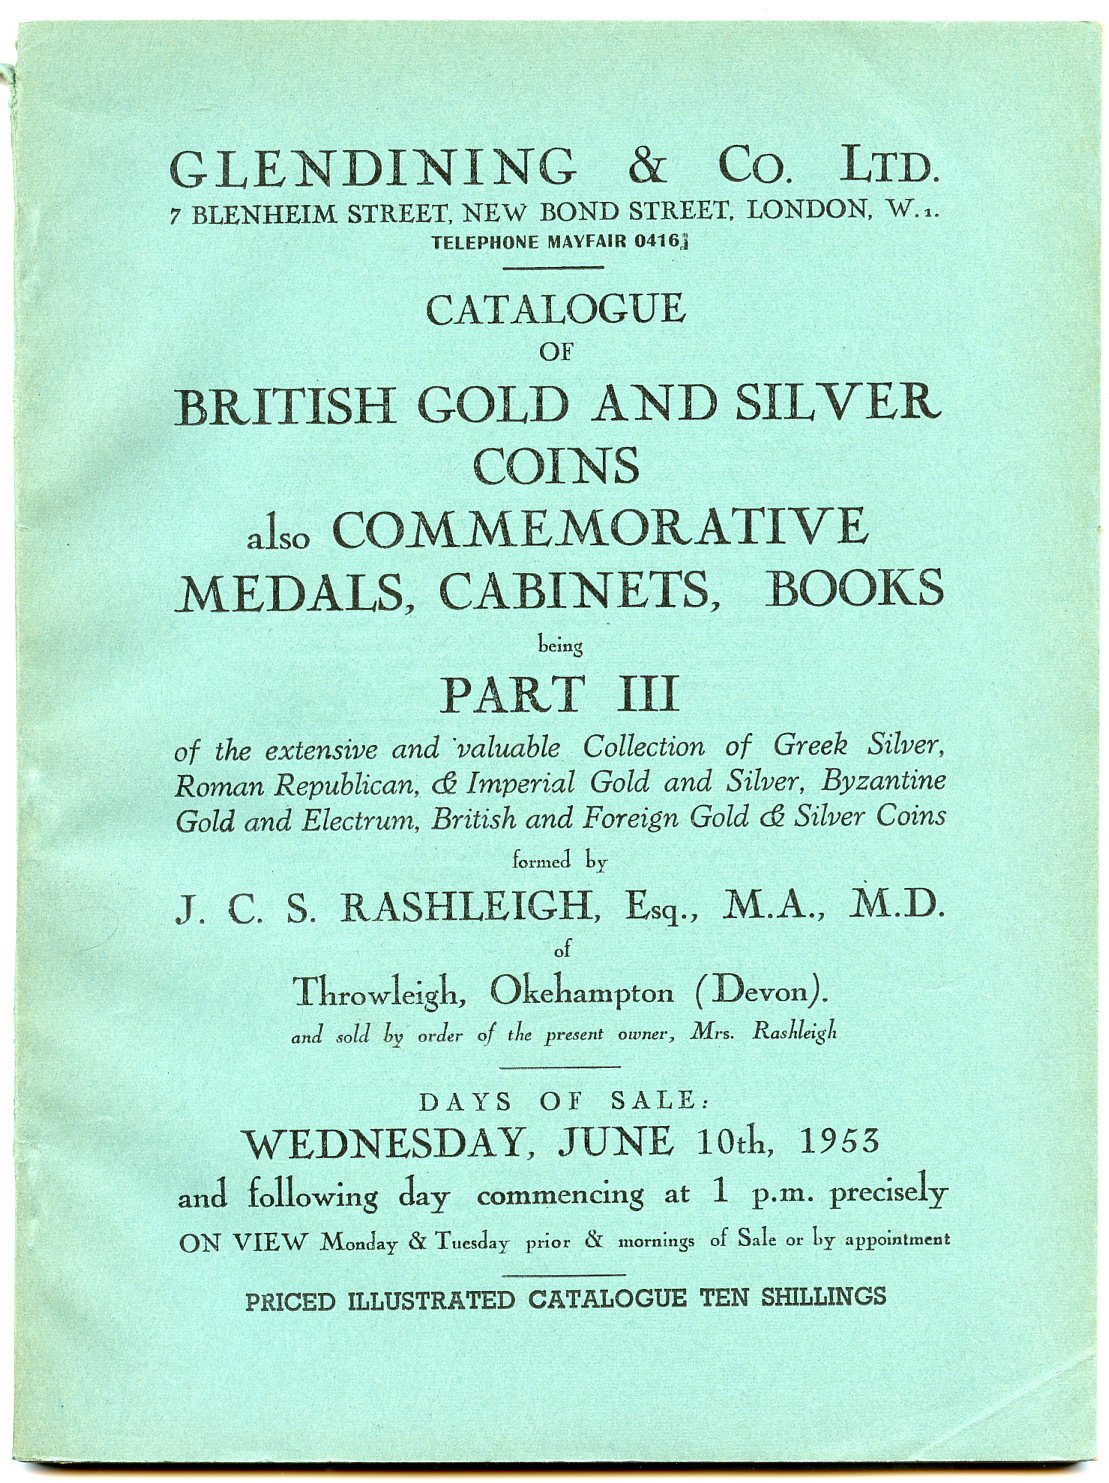 GLENDINING & Co. LTD.
7 BLENHEIM STREET, NEW BOND STREET, LONDON, W.1.
TELEPHONE MAYFAIR 0416
CATALOGUE
OF
BRITISH GOLD AND SILVER
COINS
also COMMEMORATIVE
MEDALS, CABINETS, BOOKS
being
PART III
of the extensive and valuable Collection of Greek Silver,
Roman Republican, & Imperial Gold and Silver, Byzantine
Gold and Electrum, British and Foreign Gold & Silver Coins
formed by
J. C. S. RASHLEIGH, Esq., M.A., M.D.
of
Throwleigh, Okehampton (Devon).
and sold by order of the present owner, Mrs. Rashleigh
DAYS OF SALE:
WEDNESDAY, JUNE 10th, 1953
and following day commencing at 1 p.m. precisely
ON VIEW Monday & Tuesday prior & mornings of Sale or by appointment
PRICED ILLUSTRATED CATALOGUE TEN SHILLINGS